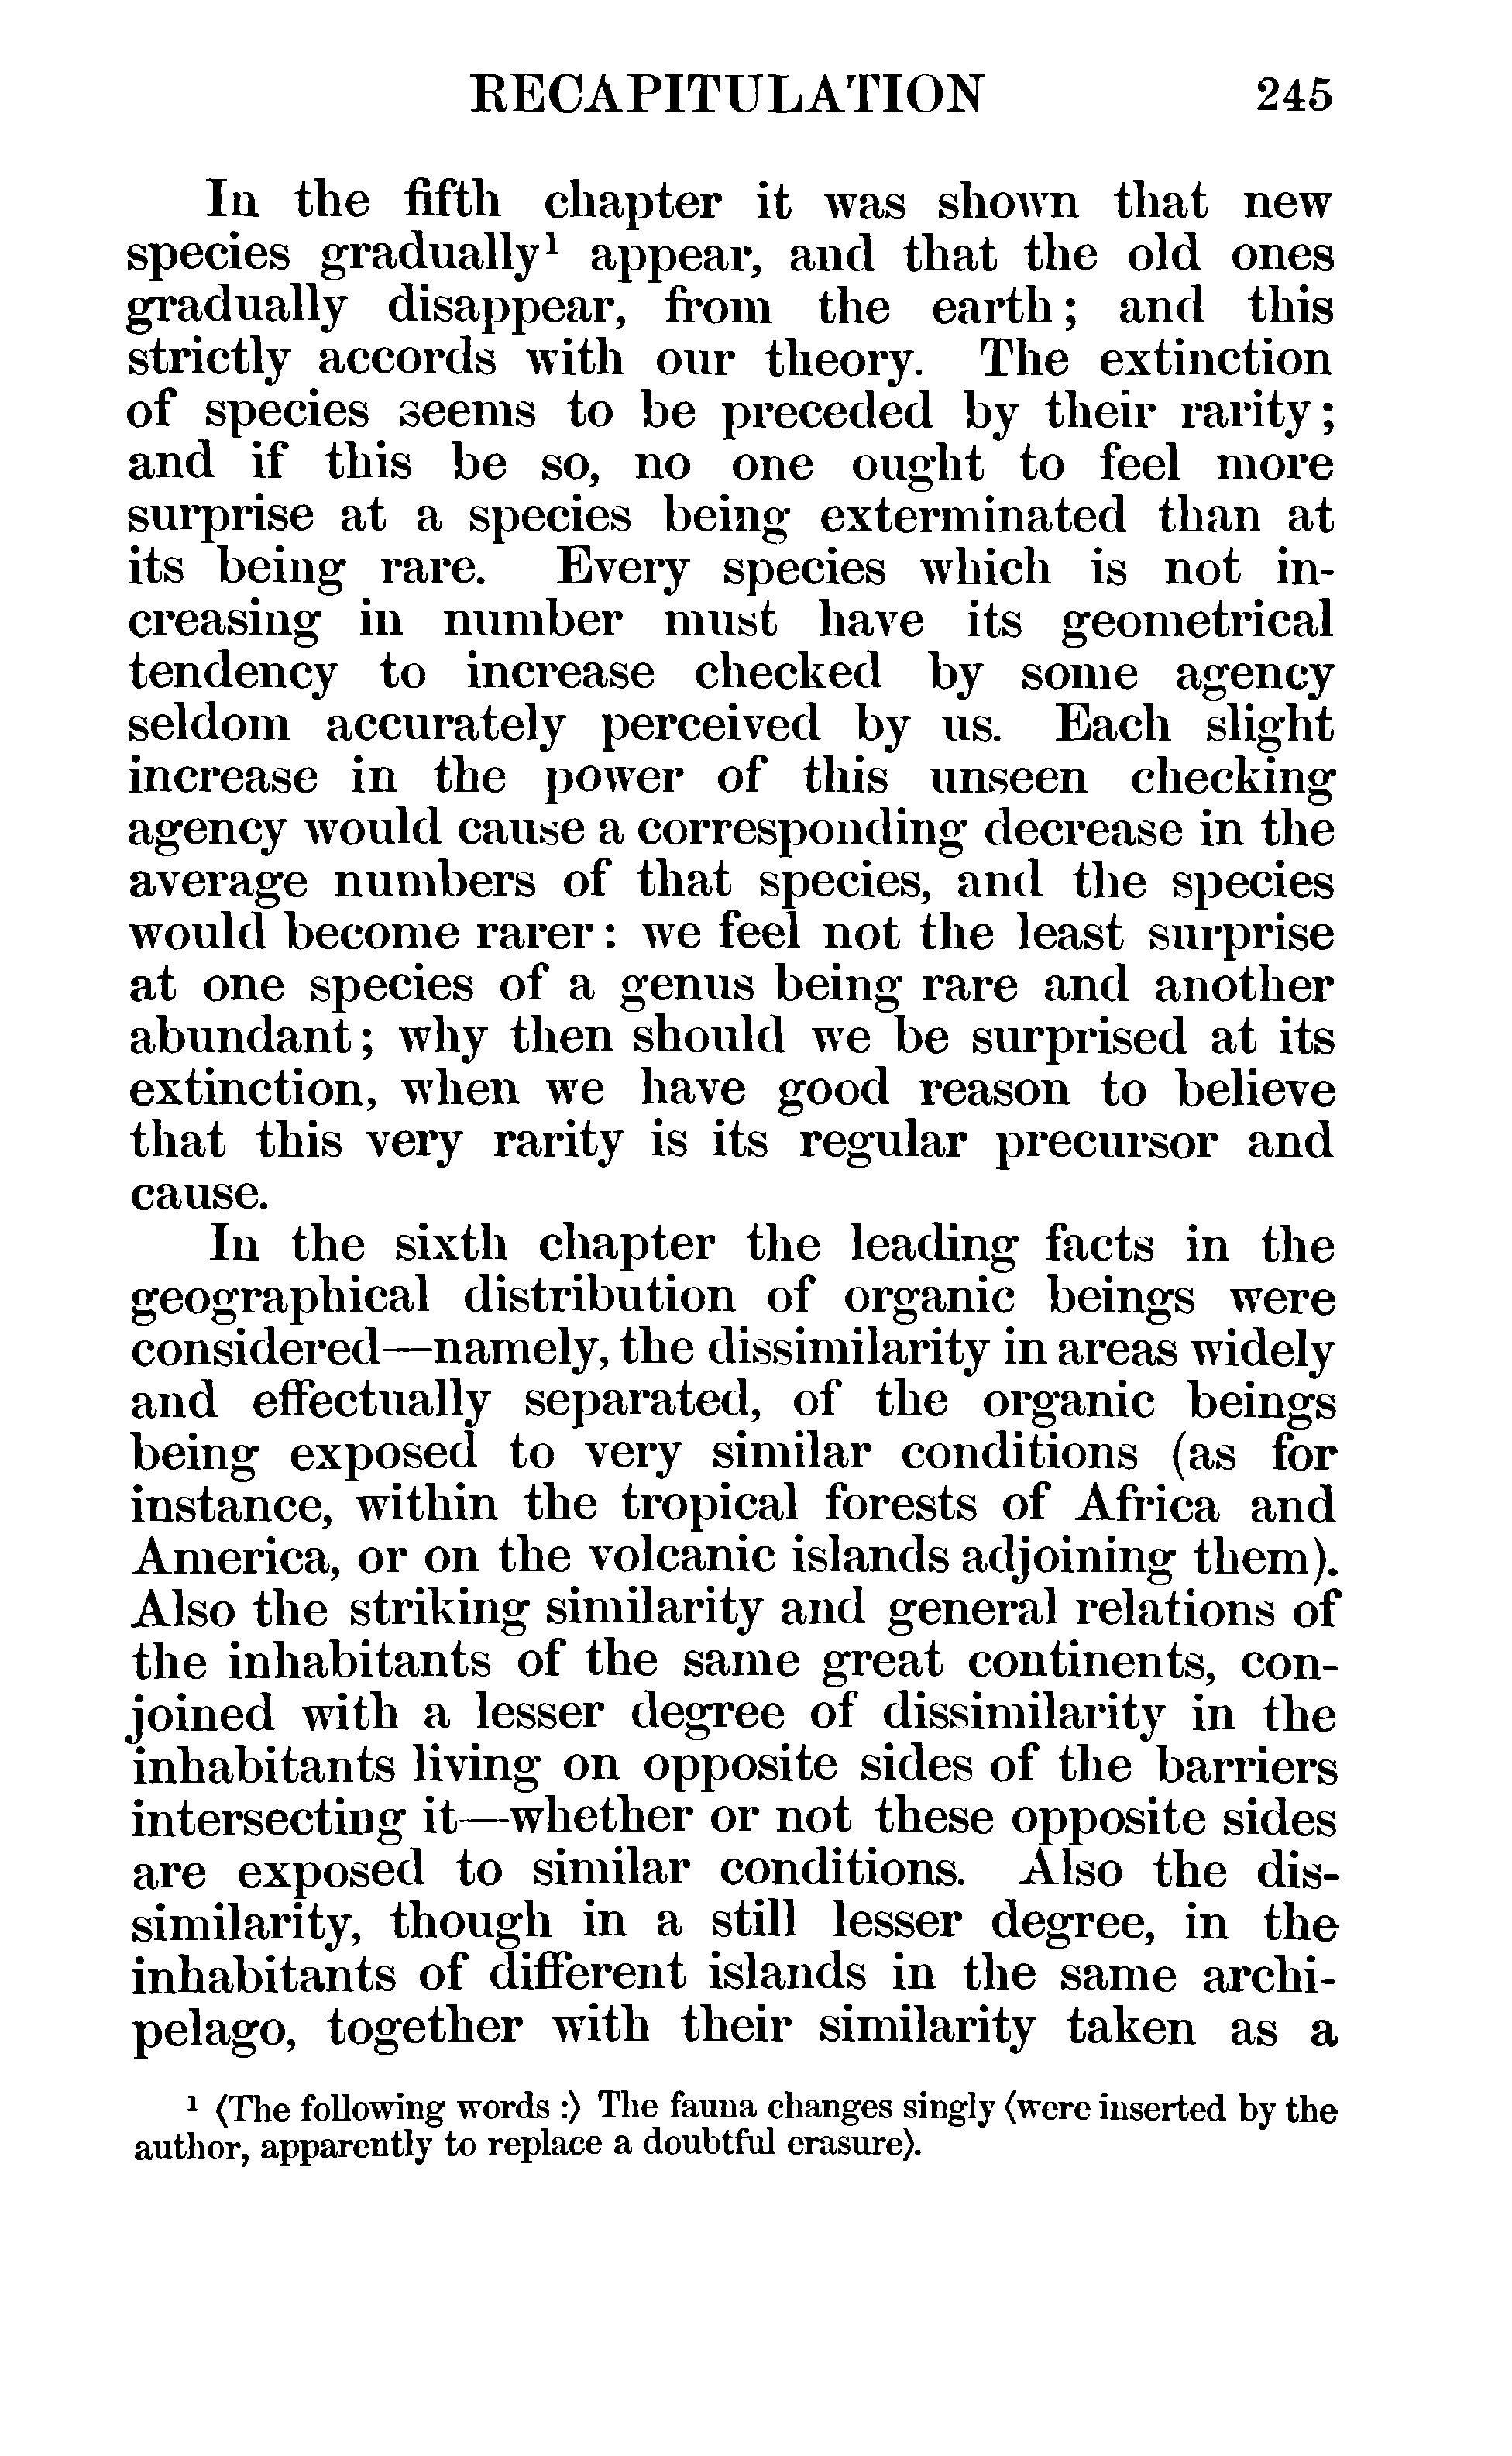 RECAPITULATION 245
In the fifth chapter it was shown that new
species gradually¹ appear, and that the old ones
gradually disappear, from the earth; and this
strictly accords with our theory. The extinction
of species seems to be preceded by their rarity;
and if this be so, no one ought to feel more
surprise at a species being exterminated than at
its being rare. Every species which is not in-
creasing in number must have its geometrical
tendency to increase checked by some agency
seldom accurately perceived by us. Each slight
increase in the power of this unseen checking
agency would cause a corresponding decrease in the
average numbers of that species, and the species
would become rarer: we feel not the least surprise
at one species of a genus being rare and another
abundant; why then should we be surprised at its
extinction, when we have good reason to believe
that this very rarity is its regular precursor and
cause.
In the sixth chapter the leading facts in the
geographical distribution of organic beings were
considered—namely, the dissimilarity in areas widely
and effectually separated, of the organic beings
being exposed to very similar conditions (as for
instance, within the tropical forests of Africa and
America, or on the volcanic islands adjoining them).
Also the striking similarity and general relations of
the inhabitants of the same great continents, con-
joined with a lesser degree of dissimilarity in the
inhabitants living on opposite sides of the barriers
intersecting it—whether or not these opposite sides
are exposed to similar conditions. Also the dis-
similarity, though in a still lesser degree, in the
inhabitants of different islands in the same archi-
pelago, together with their similarity taken as a
¹ ⟨The following words:⟩ The fauna changes singly ⟨were inserted by the
author, apparently to replace a doubtful erasure⟩.